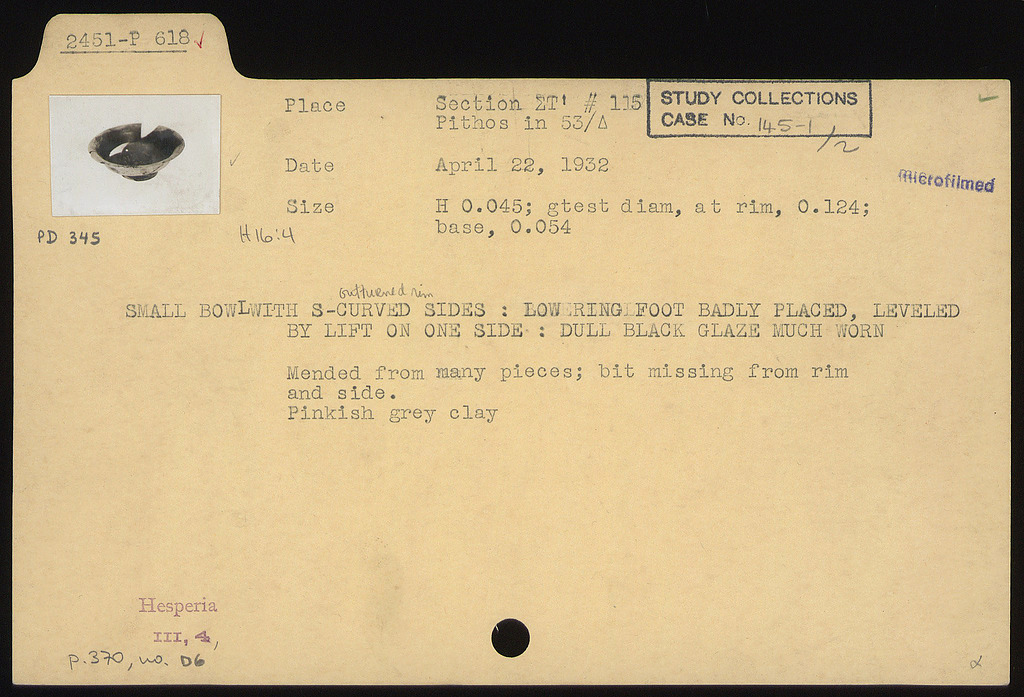 2451-P 618 ✓
Place Section ΣΤ' # 115
Pithos in 53/Δ
STUDY COLLECTIONS
CASE No. 145-1/2
Date April 22, 1932
microfilmed
Size H 0.045; gtest diam, at rim, 0.124;
base, 0.054
PD 345
H16:4
outturned rim
SMALL BOWL WITH S-CURVED SIDES : LOW RING FOOT BADLY PLACED, LEVELED
BY LIFT ON ONE SIDE : DULL BLACK GLAZE MUCH WORN
Mended from many pieces; bit missing from rim
and side.
Pinkish grey clay
Hesperia
III, 4,
p.370, no. D6
α